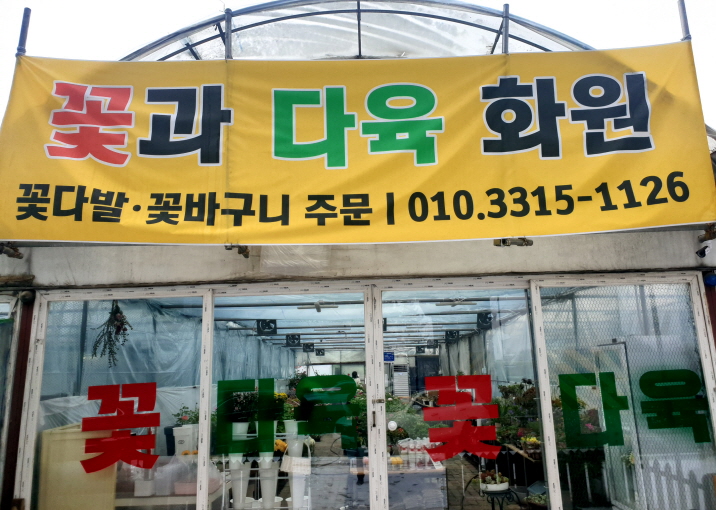 꽃과 다육 화원
꽃다발·꽃바구니 주문 | 010.3315-1126
꽃 다육 꽃 다육